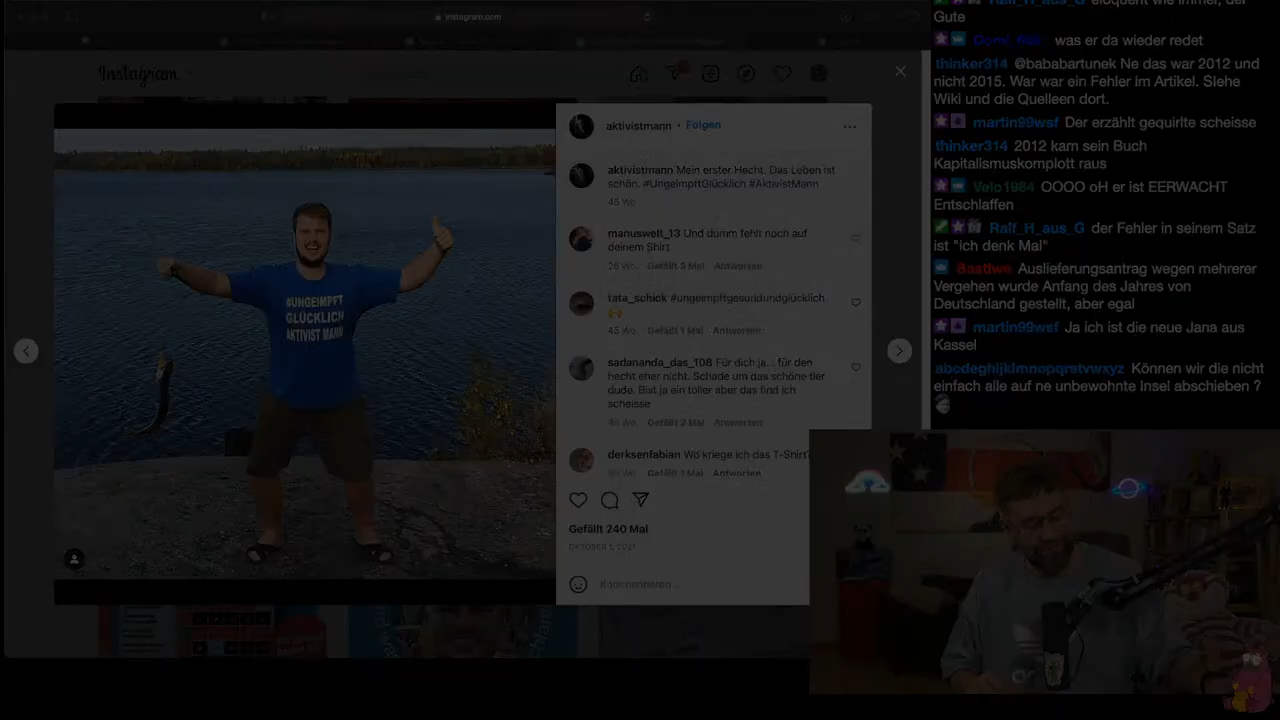 instagram.com
Instagram
#UNGEIMPFT
GLÜCKLICH
AKTIVIST MANN
aktivistmann • Folgen
aktivistmann Mein erster Hecht. Das Leben ist
schön. #UngeimpftGlücklich #AktivistMann
45 Wo.
manuswelt_13 Und dumm fehlt noch auf
deinem Shirt
26 Wo. Gefällt 3 Mal Antworten
tata_schick #ungeimpftgesundundglücklich
45 Wo. Gefällt 1 Mal Antworten
sadananda_das_108 Für dich ja... für den
hecht eher nicht. Schade um das schöne tier
dude. Bist ja ein toller aber das find ich
scheisse
45 Wo. Gefällt 2 Mal Antworten
derksenfabian Wo kriege ich das T-Shirt?
Gefällt 1 Mal Antworten
Gefällt 240 Mal
OKTOBER 1, 2021
Kommentieren ...
Ralf_H_aus_G eloquent wie immer, der
Gute
was er da wieder redet
thinker314 @bababartunek Ne das war 2012 und
nicht 2015. War war ein Fehler im Artikel. Siehe
Wiki und die Quelleen dort.
martin99wsf Der erzählt gequirlte scheisse
thinker314 2012 kam sein Buch
Kapitalismuskomplott raus
Velo1984 OOOO oH er ist EERWACHT
Entschlaffen
Ralf_H_aus_G der Fehler in seinem Satz
ist "ich denk Mal"
Bastiwe Auslieferungsantrag wegen mehrerer
Vergehen wurde Anfang des Jahres von
Deutschland gestellt, aber egal
martin99wsf Ja ich ist die neue Jana aus
Kassel
abcdeghijklmnopqrstvwxyz Können wir die nicht
einfach alle auf ne unbewohnte Insel abschieben ?